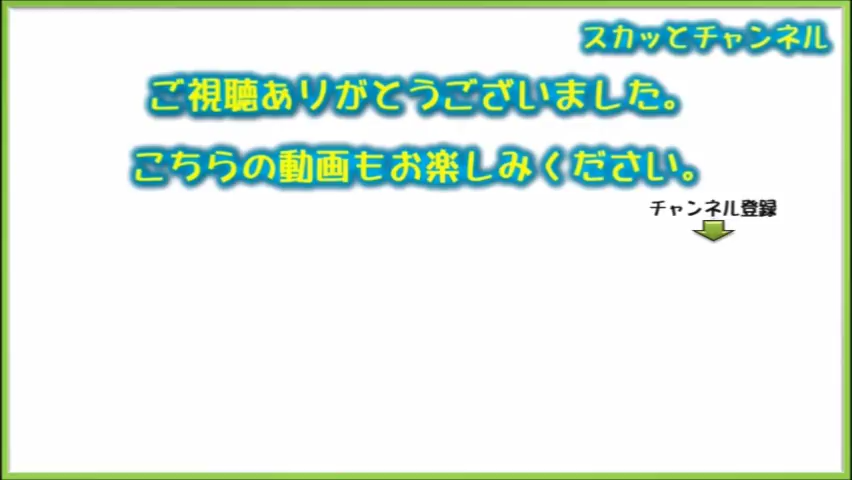 スカッとチャンネル
ご視聴ありがとうございました。
こちらの動画もお楽しみください。
チャンネル登録